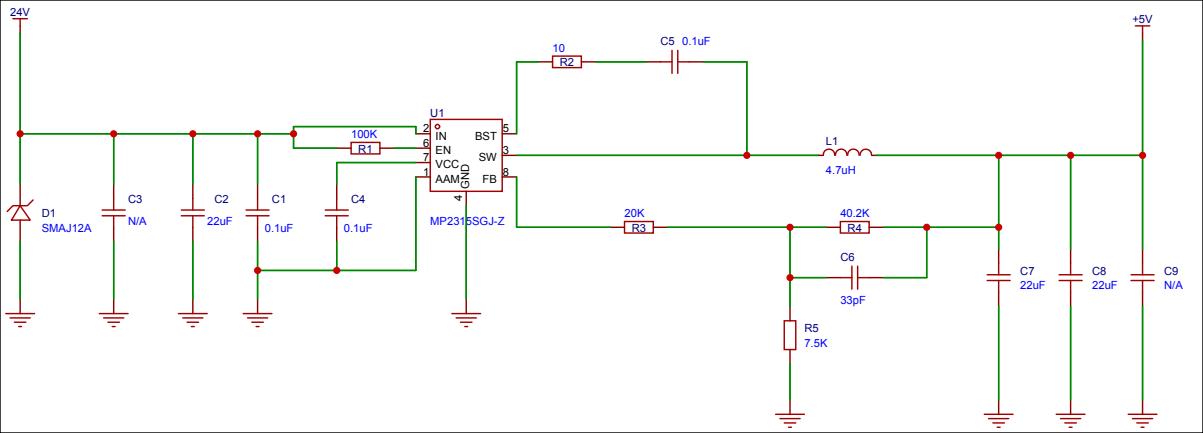 24V
+5V
10
R2
C5 0.1uF
U1
2
IN
100K
R1
6
EN
7
VCC
1
AAM
GND
4
BST
5
SW
3
FB
8
MP2315SGJ-Z
L1
4.7uH
D1
SMAJ12A
C3
N/A
C2
22uF
C1
0.1uF
C4
0.1uF
20K
R3
40.2K
R4
C6
33pF
R5
7.5K
C7
22uF
C8
22uF
C9
N/A